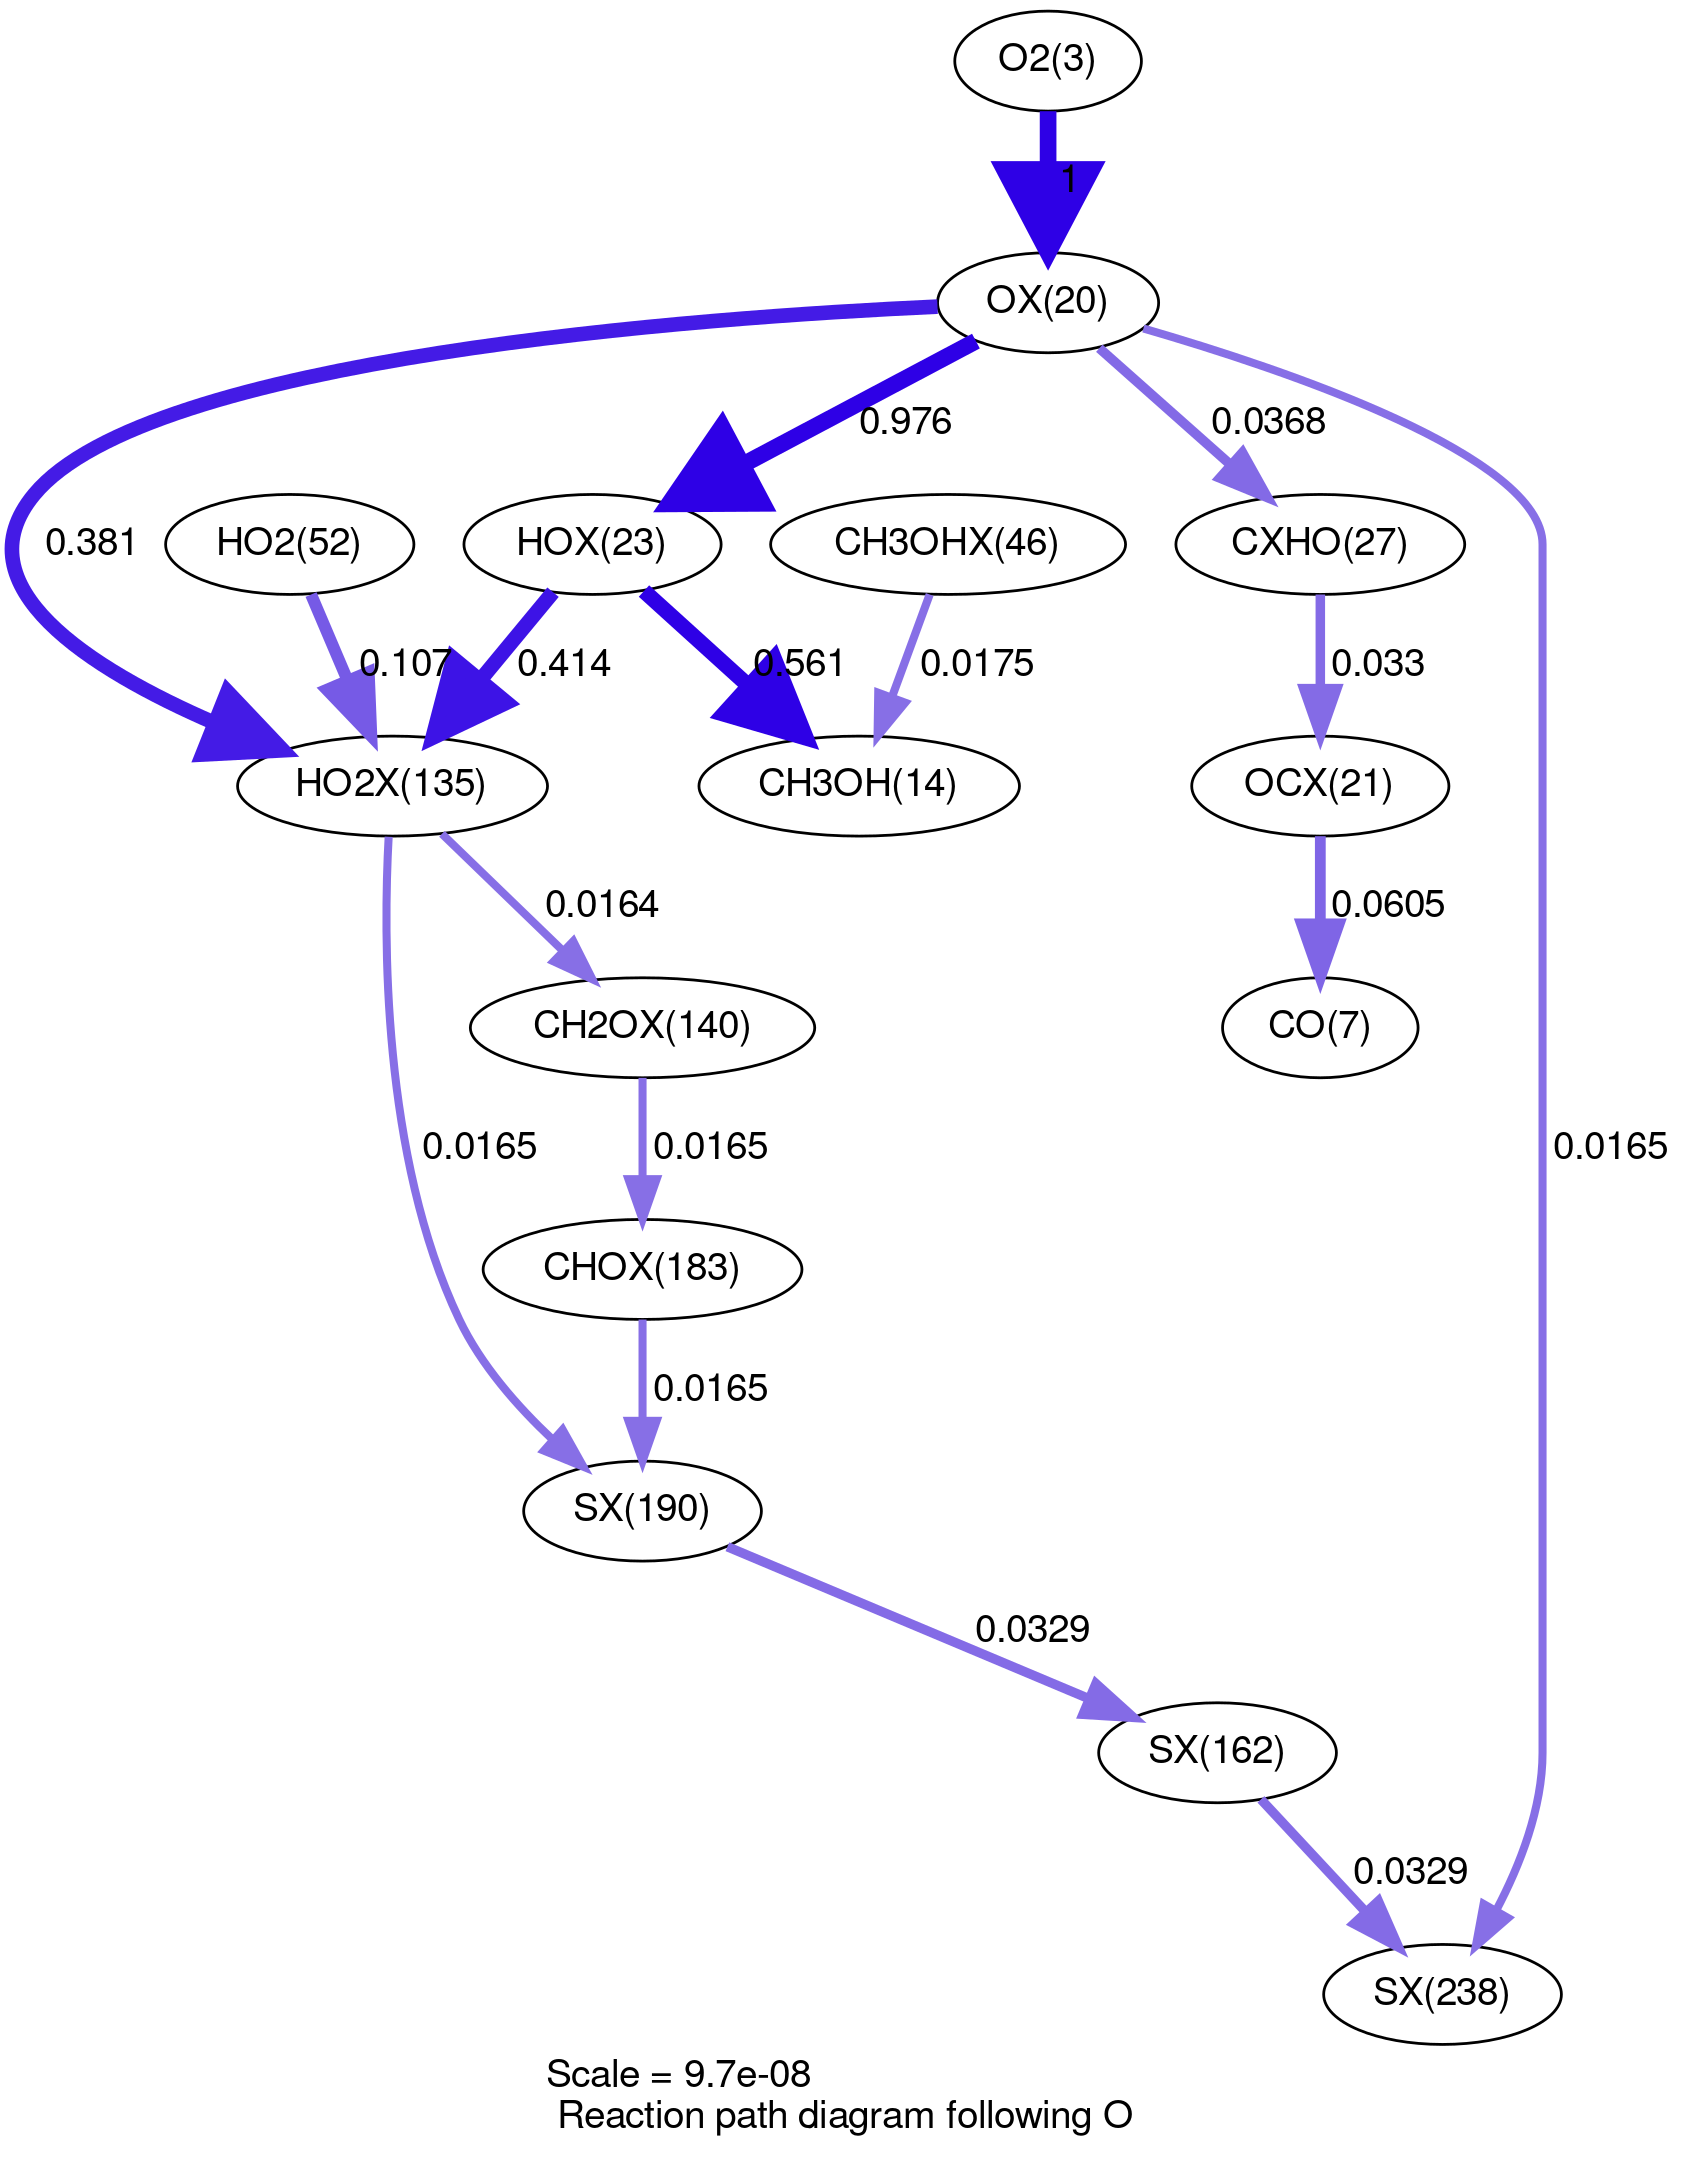 O2(3)
1
OX(20)
0.976
0.0368
0.381
HO2(52)
HOX(23)
CH3OHX(46)
CXHO(27)
0.107
0.414
0.561
0.0175
0.033
HO2X(135)
CH3OH(14)
OCX(21)
0.0164
0.0605
CH2OX(140)
CO(7)
0.0165
0.0165
0.0165
CHOX(183)
0.0165
SX(190)
0.0329
SX(162)
0.0329
SX(238)
Scale = 9.7e-08
Reaction path diagram following O